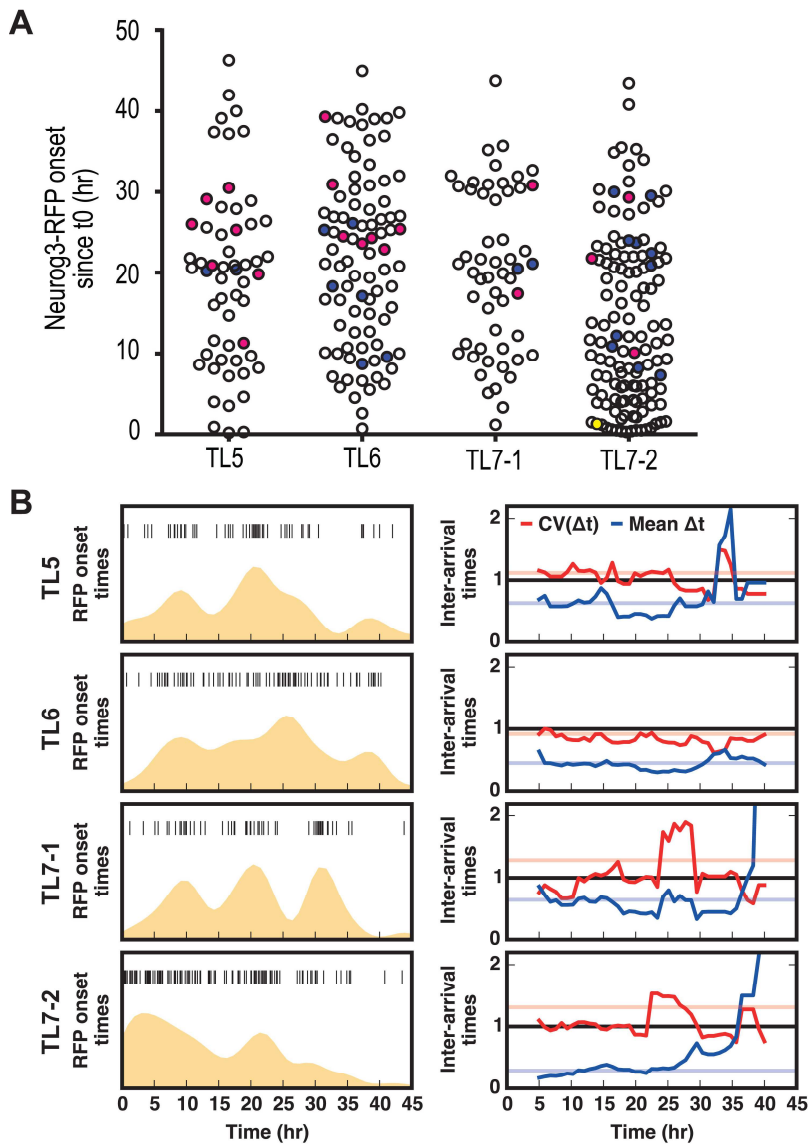 A
Neurog3-RFP onset
since t0 (hr)
50
40
30
20
10
0
TL5
TL6
TL7-1
TL7-2
B
TL5
RFP onset
times
2
1
0
Inter-arrival
times
CV(Δt)
Mean Δt
TL6
RFP onset
times
2
1
0
Inter-arrival
times
TL7-1
RFP onset
times
2
1
0
Inter-arrival
times
TL7-2
RFP onset
times
2
1
0
Inter-arrival
times
0 5 10 15 20 25 30 35 40 45
Time (hr)
0 5 10 15 20 25 30 35 40 45
Time (hr)